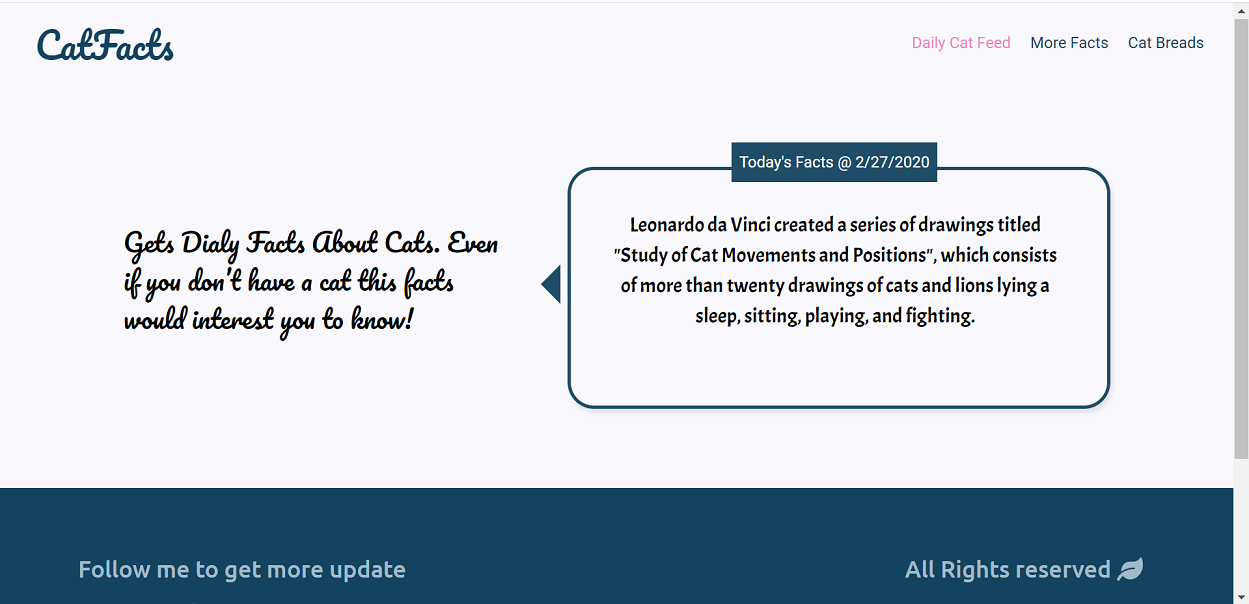 CatFacts
Daily Cat Feed More Facts Cat Breads
Today's Facts @ 2/27/2020
Gets Dialy Facts About Cats. Even
if you don't have a cat this facts
would interest you to know!
Leonardo da Vinci created a series of drawings titled
"Study of Cat Movements and Positions", which consists
of more than twenty drawings of cats and lions lying a
sleep, sitting, playing, and fighting.
Follow me to get more update
All Rights reserved